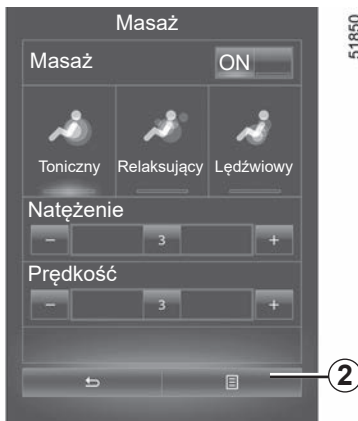 Masaż
Masaż ON
Toniczny Relaksujący Lędźwiowy
Natężenie
− 3 +
Prędkość
− 3 +
2
51850